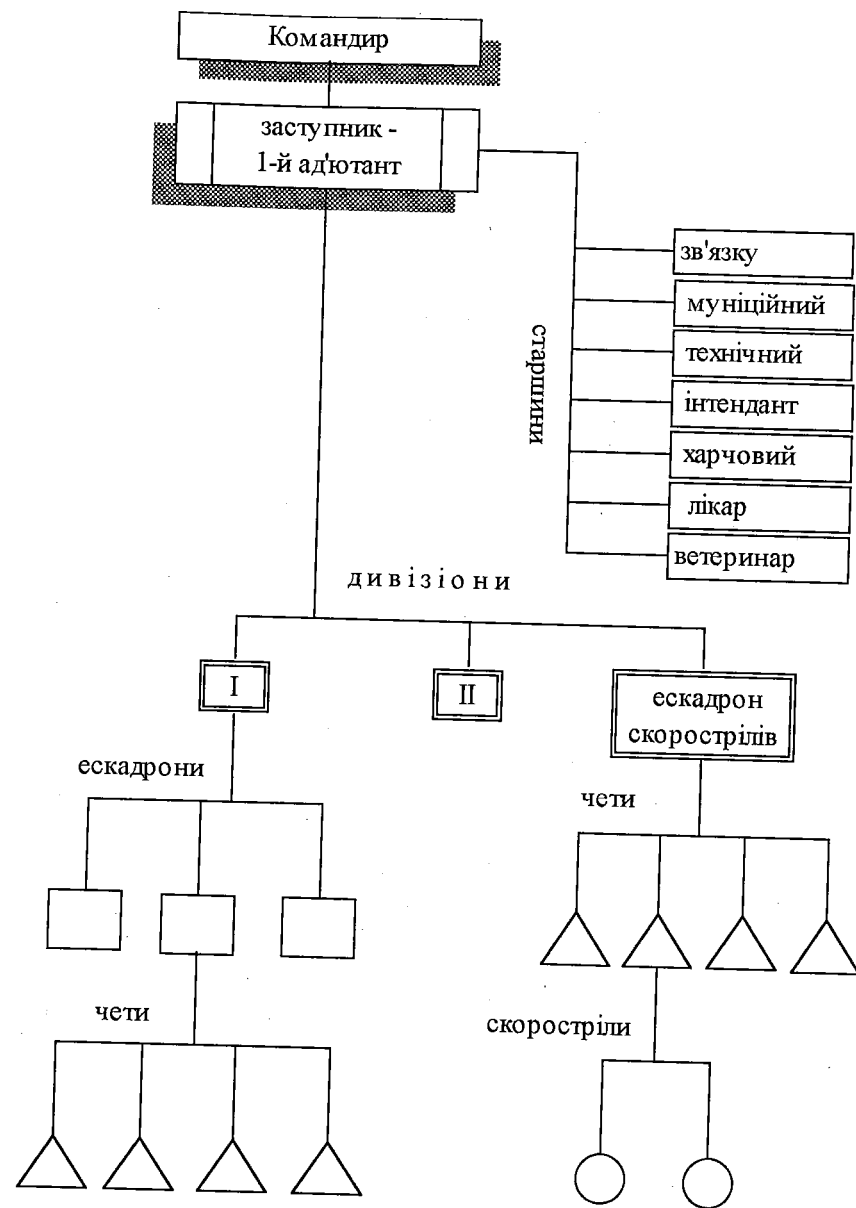 Командир
заступник -
1-й ад'ютант
старшини
зв'язку
муніційний
технічний
інтендант
харчовий
лікар
ветеринар
дивізіони
I
II
ескадрон
скорострілів
ескадрони
чети
чети
скоростріли